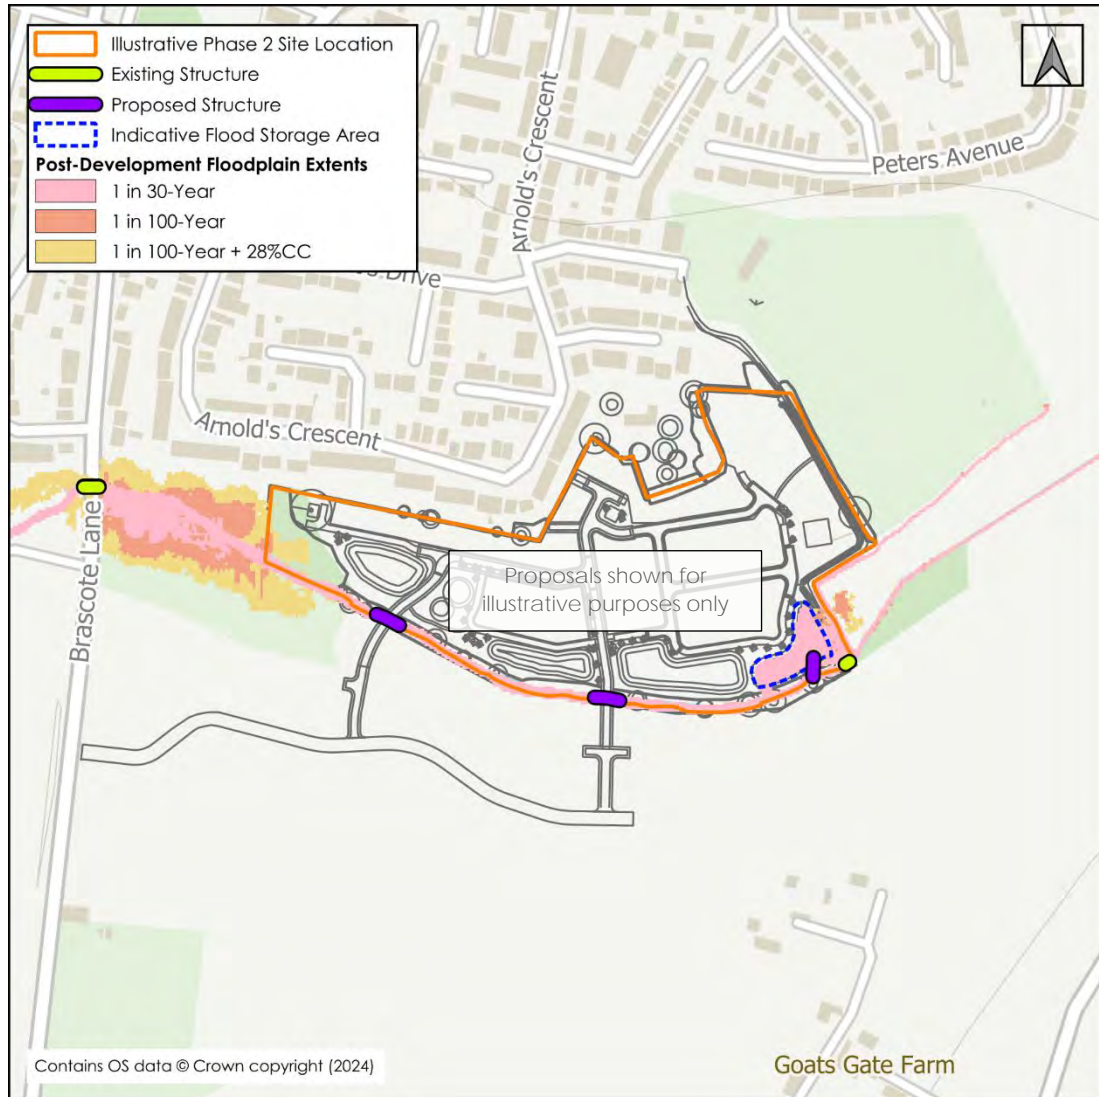 Illustrative Phase 2 Site Location
Existing Structure
Proposed Structure
Indicative Flood Storage Area
Post-Development Floodplain Extents
1 in 30-Year
1 in 100-Year
1 in 100-Year + 28%CC
Arnold's Crescent
Peters Avenue
Drive
Arnold's Crescent
Brascote Lane
Proposals shown for
illustrative purposes only
Contains OS data © Crown copyright (2024)
Goats Gate Farm